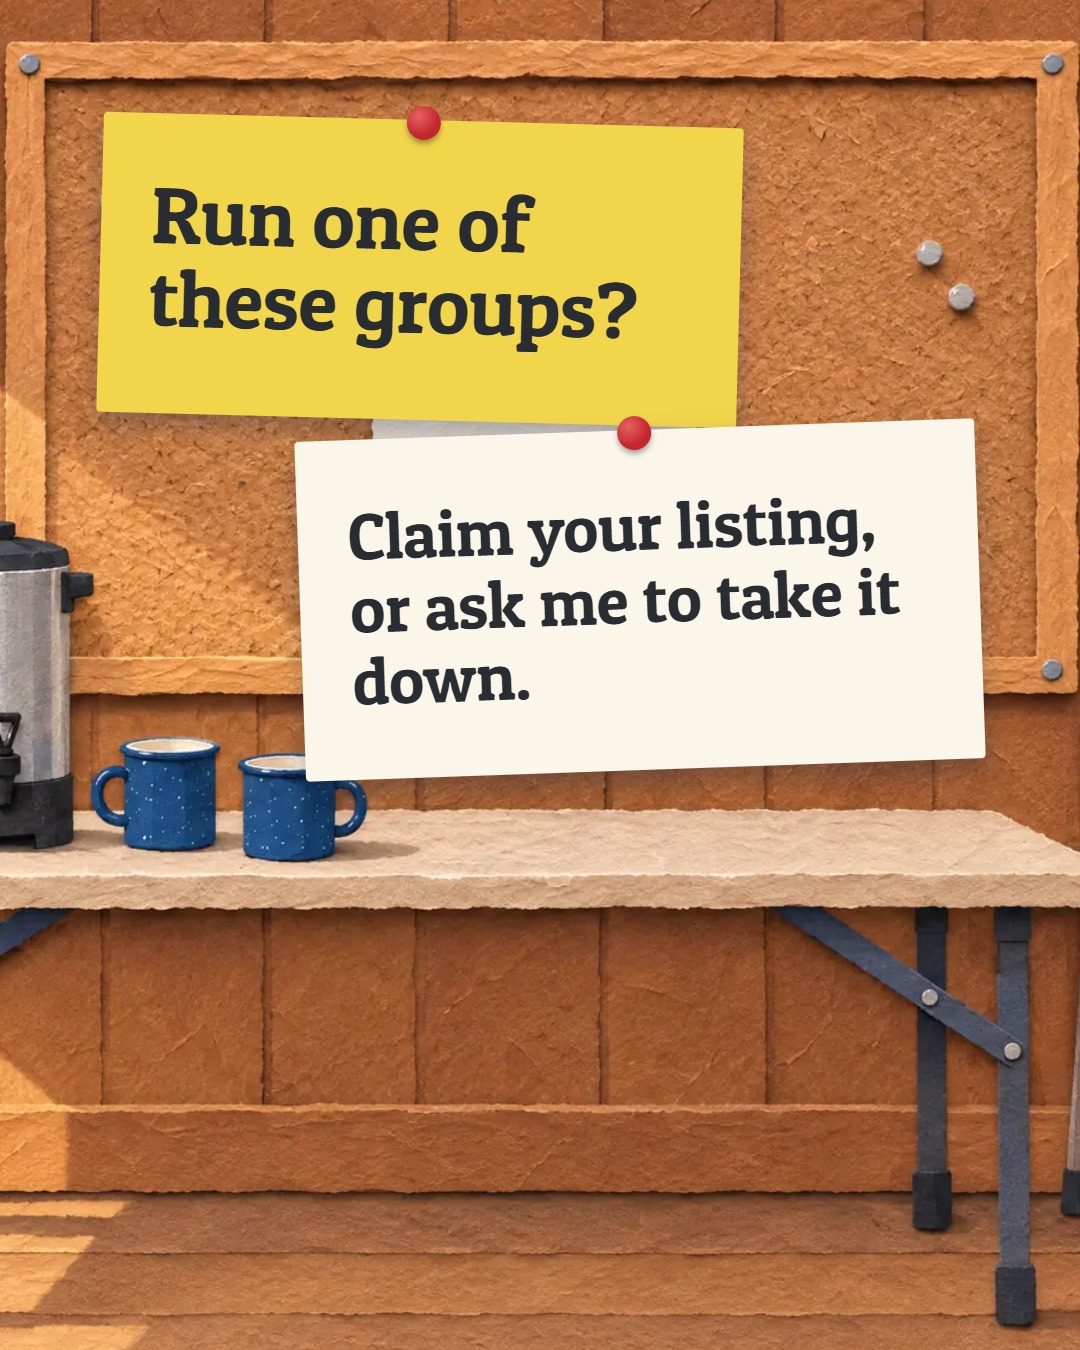 Run one of
these groups?
Claim your listing,
or ask me to take it
down.